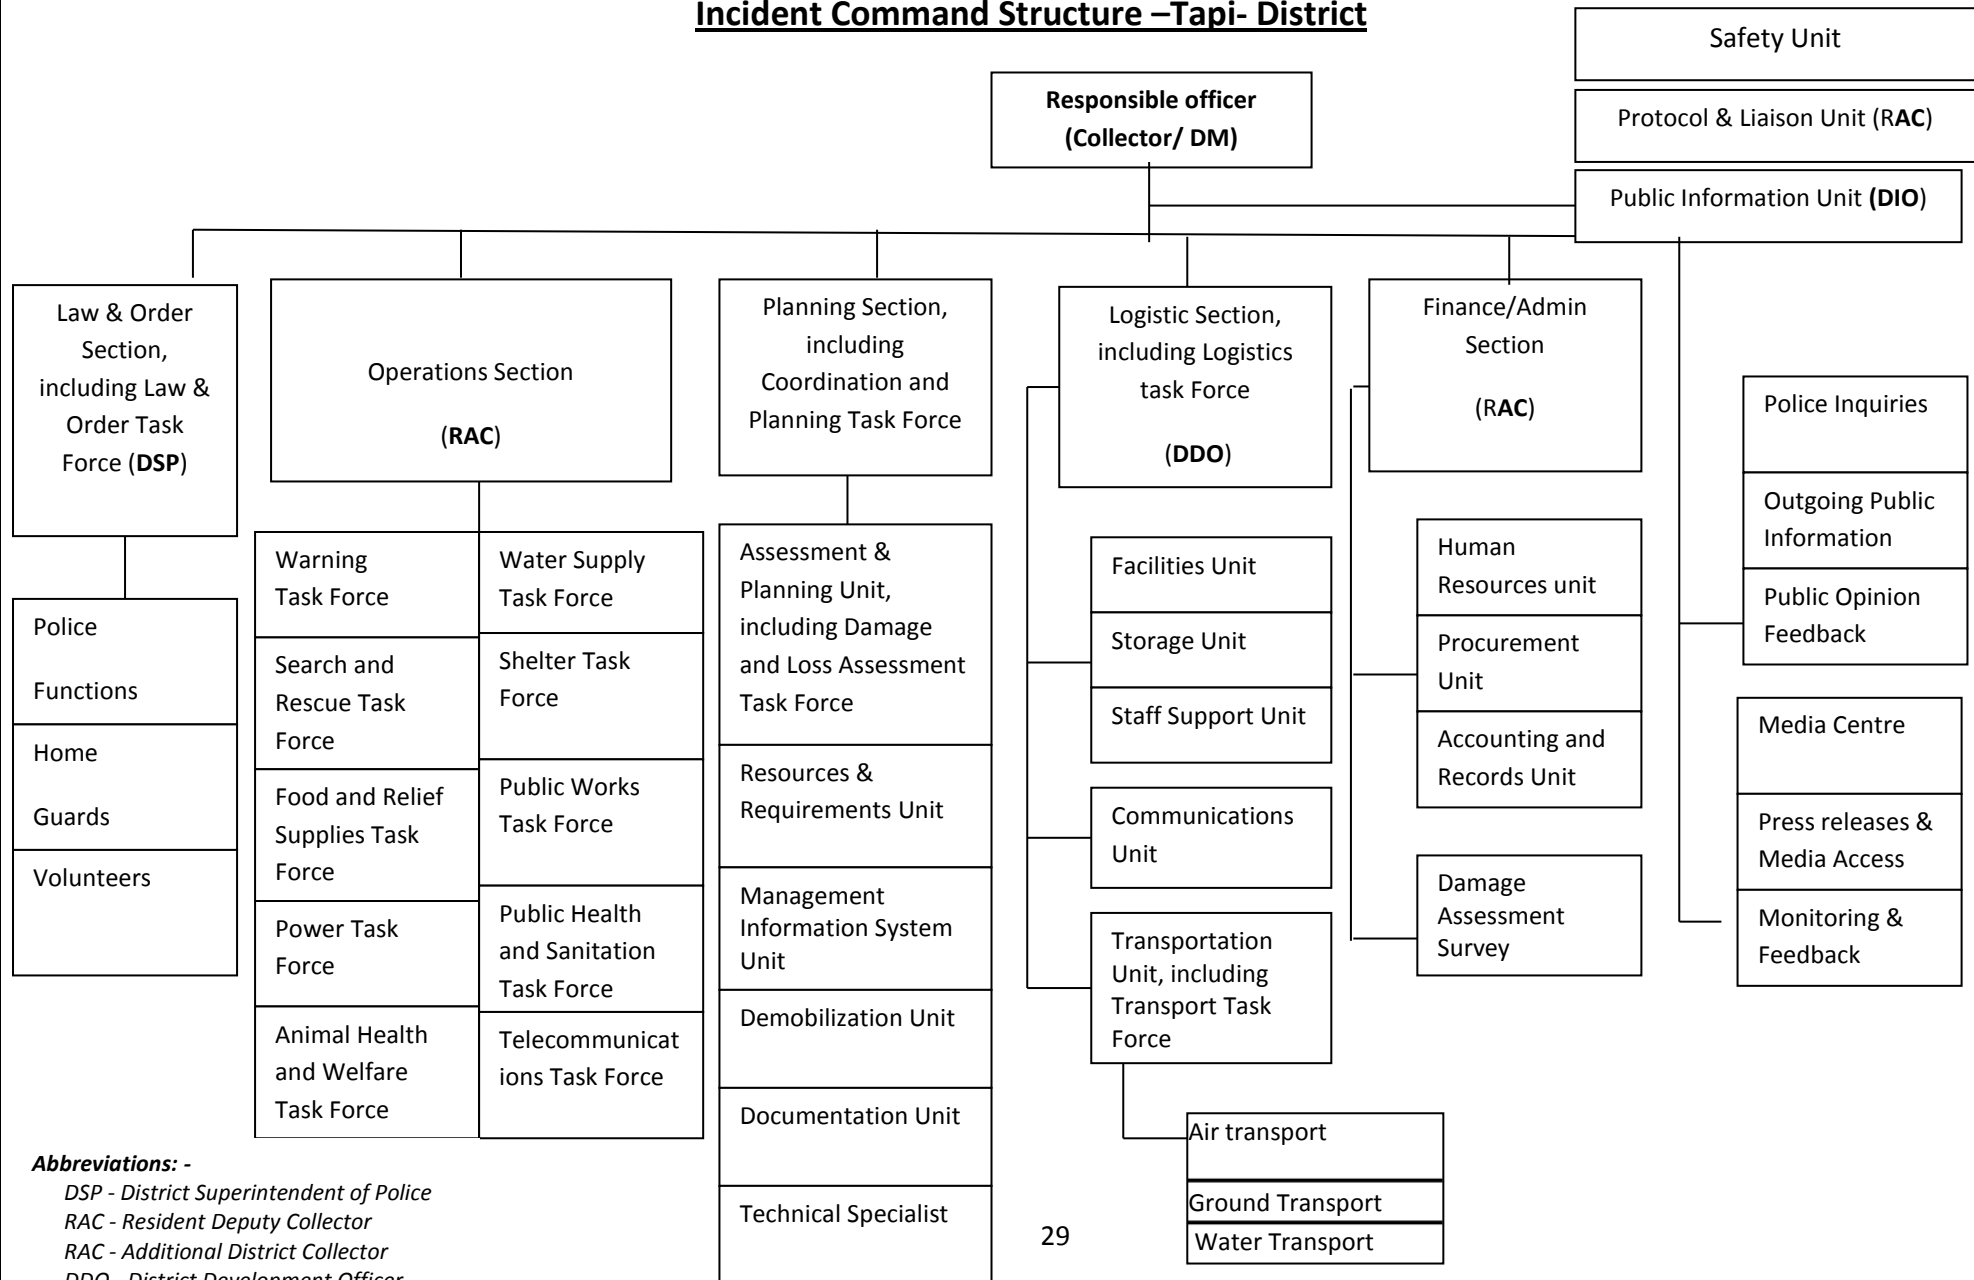 Incident Command Structure –Tapi- District
Safety Unit
Responsible officer
(Collector/ DM)
Protocol & Liaison Unit (RAC)
Public Information Unit (DIO)
Law & Order
Section,
including Law &
Order Task
Force (DSP)
Operations Section
(RAC)
Planning Section,
including
Coordination and
Planning Task Force
Logistic Section,
including Logistics
task Force
(DDO)
Finance/Admin
Section
(RAC)
Police
Functions
Home
Guards
Volunteers
Warning
Task Force
Search and
Rescue Task
Force
Food and Relief
Supplies Task
Force
Power Task
Force
Animal Health
and Welfare
Task Force
Water Supply
Task Force
Shelter Task
Force
Public Works
Task Force
Public Health
and Sanitation
Task Force
Telecommunicat
ions Task Force
Assessment &
Planning Unit,
including Damage
and Loss Assessment
Task Force
Resources &
Requirements Unit
Management
Information System
Unit
Demobilization Unit
Documentation Unit
Technical Specialist
Facilities Unit
Storage Unit
Staff Support Unit
Communications
Unit
Transportation
Unit, including
Transport Task
Force
Air transport
Ground Transport
Water Transport
Human
Resources unit
Procurement
Unit
Accounting and
Records Unit
Damage
Assessment
Survey
Police Inquiries
Outgoing Public
Information
Public Opinion
Feedback
Media Centre
Press releases &
Media Access
Monitoring &
Feedback
Abbreviations: -
DSP - District Superintendent of Police
RAC - Resident Deputy Collector
RAC - Additional District Collector
DDO - District Development Officer
29